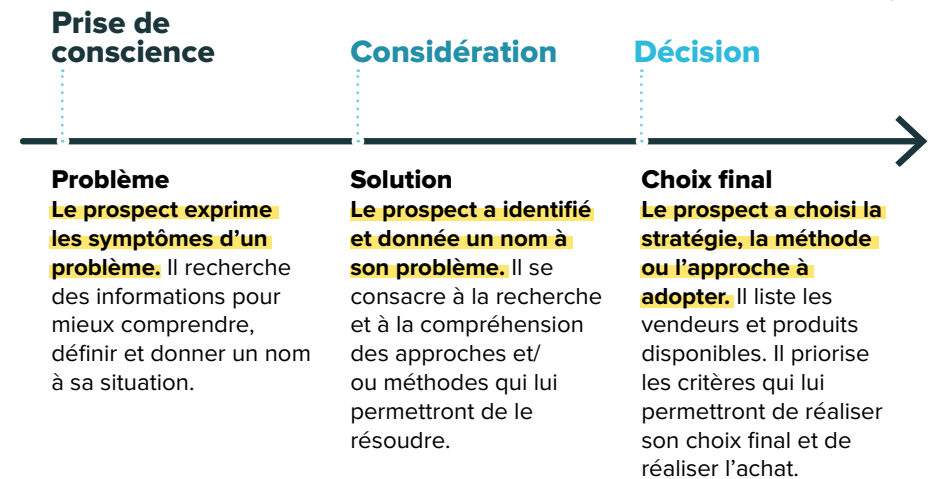 Prise de
conscience
Considération
Décision
Problème
Le prospect exprime
les symptômes d’un
problème. Il recherche
des informations pour
mieux comprendre,
définir et donner un nom
à sa situation.
Solution
Le prospect a identifié
et donnée un nom à
son problème. Il se
consacre à la recherche
et à la compréhension
des approches et/
ou méthodes qui lui
permettront de le
résoudre.
Choix final
Le prospect a choisi la
stratégie, la méthode
ou l’approche à
adopter. Il liste les
vendeurs et produits
disponibles. Il priorise
les critères qui lui
permettront de réaliser
son choix final et de
réaliser l’achat.